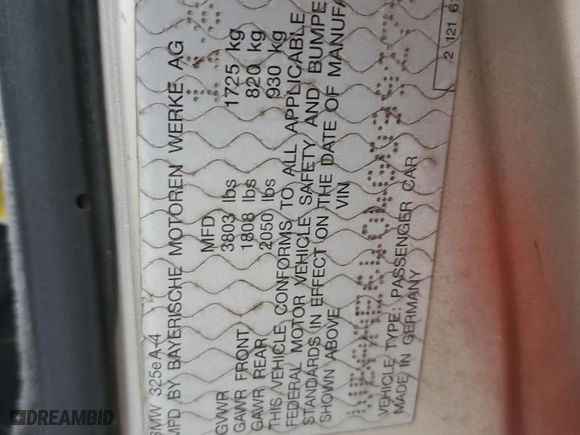 BMW 325eA-4
MFD BY BAYERISCHE MOTOREN WERKE AG
MFD
GVWR 3803 lbs 1725 kg
GAWR FRONT 1808 lbs 820 kg
GAWR REAR 2050 lbs 930 kg
THIS VEHICLE CONFORMS TO ALL APPLICABLE
FEDERAL MOTOR VEHICLE SAFETY AND BUMPE
STANDARDS IN EFFECT ON THE DATE OF MANUFA
SHOWN ABOVE VIN
VEHICLE TYPE: PASSENGER CAR
MADE IN GERMANY
2 121 6
DREAMBID